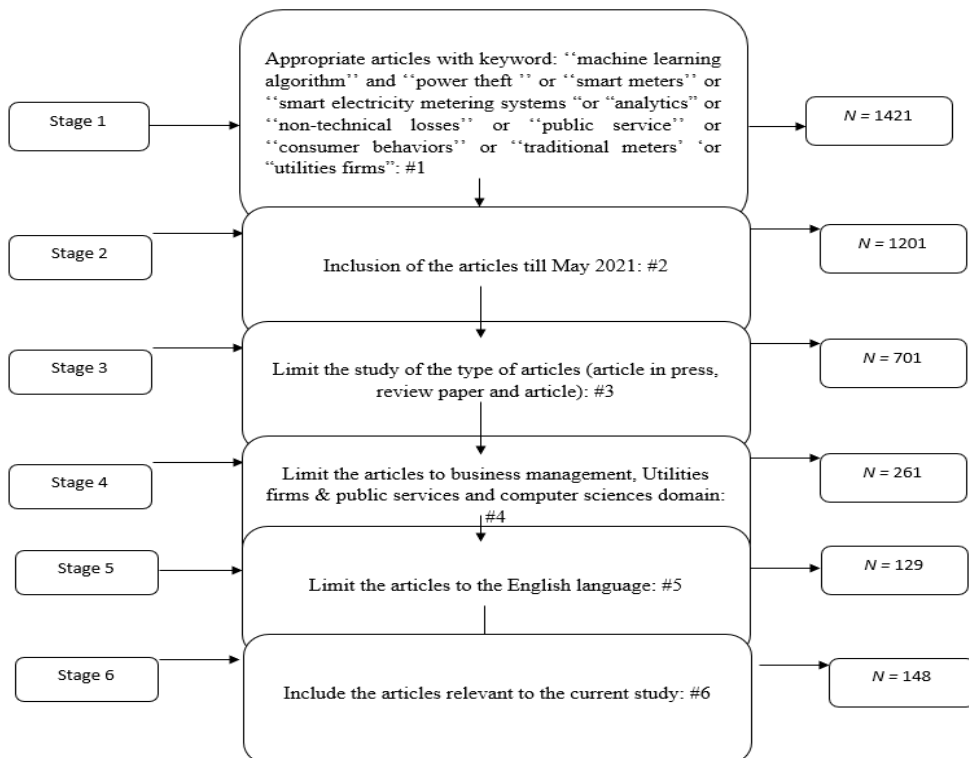 Stage 1
Appropriate articles with keyword: ‘‘machine learning
algorithm’’ and ‘‘power theft ’’ or ‘‘smart meters’’ or
‘‘smart electricity metering systems “or “analytics” or
‘‘non-technical losses’’ or ‘‘public service’’ or
‘‘consumer behaviors’’ or ‘‘traditional meters’ ‘or
“utilities firms”: #1
N = 1421
Stage 2
Inclusion of the articles till May 2021: #2
N = 1201
Stage 3
Limit the study of the type of articles (article in press,
review paper and article): #3
N = 701
Stage 4
Limit the articles to business management, Utilities
firms & public services and computer sciences domain:
#4
N = 261
Stage 5
Limit the articles to the English language: #5
N = 129
Stage 6
Include the articles relevant to the current study: #6
N = 148